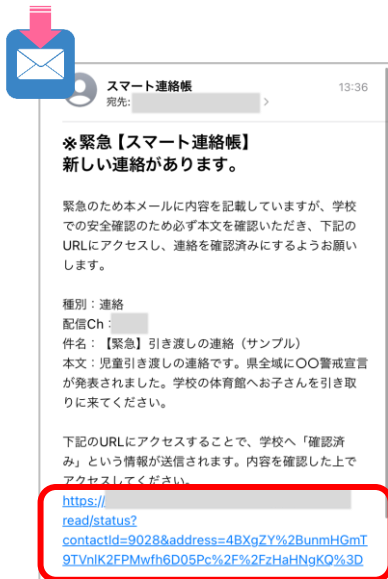 スマート連絡帳
13:36
宛先:
※緊急【スマート連絡帳】
新しい連絡があります。
緊急のため本メールに内容を記載していますが、学校
での安全確認のため必ず本文を確認いただき、下記の
URLにアクセスし、連絡を確認済みにするようお願い
します。
種別：連絡
配信Ch：
件名：【緊急】引き渡しの連絡（サンプル）
本文：児童引き渡しの連絡です。県全域に〇〇警戒宣言
が発表されました。学校の体育館へお子さんを引き取
りに来てください。
下記のURLにアクセスすることで、学校へ「確認済
み」という情報が送信されます。内容を確認した上で
アクセスしてください。
https://
read/status?
contactId=9028&address=4BXgZY%2BunmHGmT
9TVnlK2FPMwfh6D05Pc%2F%2FzHaHNgKQ%3D